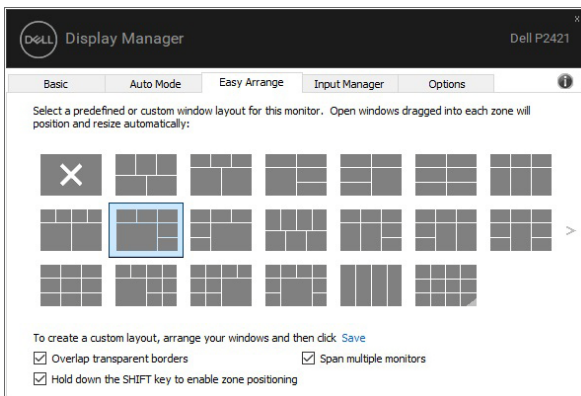 DELL Display Manager Dell P2421
Basic Auto Mode Easy Arrange Input Manager Options
Select a predefined or custom window layout for this monitor. Open windows dragged into each zone will
position and resize automatically:
To create a custom layout, arrange your windows and then click Save
Overlap transparent borders Span multiple monitors
Hold down the SHIFT key to enable zone positioning